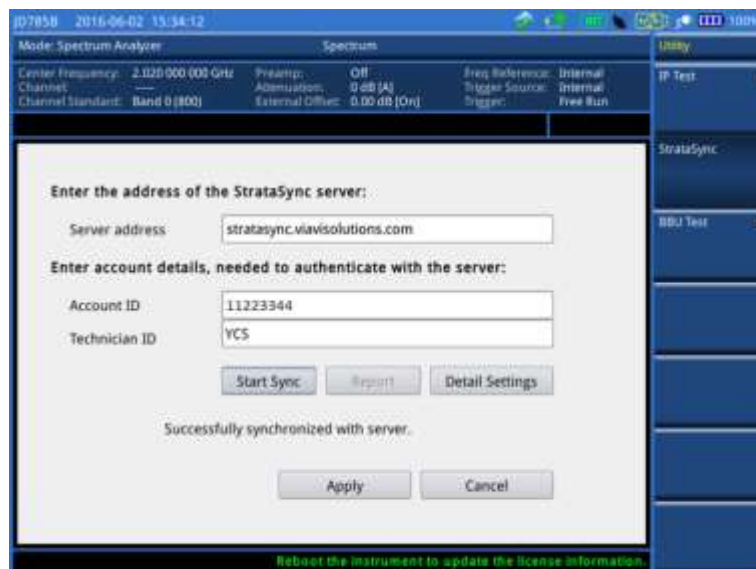 JD785B 2016-06-02 15:34:12
100%
Mode: Spectrum Analyzer Spectrum
Utility
Center Frequency: 2.020 000 000 GHz Preamp: Off Freq Reference: Internal
Channel: ---- Attenuation: 0 dB [A] Trigger Source: Internal
Channel Standard: Band 0 [800] External Offset: 0.00 dB [On] Trigger: Free Run
IP Test
StrataSync
BBU Test
Enter the address of the StrataSync server:
Server address stratasync.viavisolutions.com
Enter account details, needed to authenticate with the server:
Account ID 11223344
Technician ID YCS
Start Sync Report Detail Settings
Successfully synchronized with server.
Apply Cancel
Reboot the instrument to update the license information.